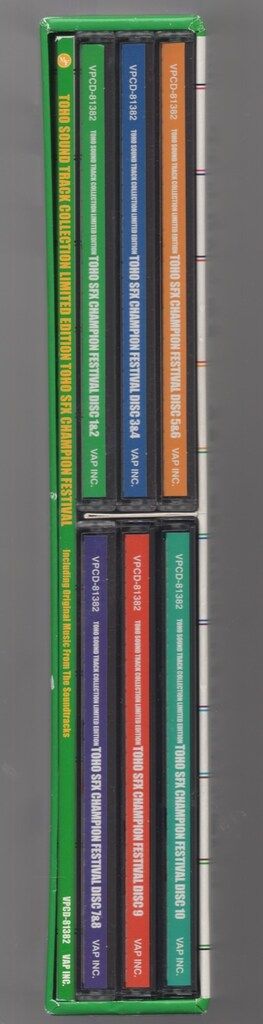 TOHO SOUND TRACK COLLECTION LIMITED EDITION TOHO SFX CHAMPION FESTIVAL
Including Original Music From The Soundtracks
VPCD-81382 VAP INC.
VPCD-81382 TOHO SOUND TRACK COLLECTION LIMITED EDITION TOHO SFX CHAMPION FESTIVAL DISC 1&2 VAP INC.
VPCD-81382 TOHO SOUND TRACK COLLECTION LIMITED EDITION TOHO SFX CHAMPION FESTIVAL DISC 3&4 VAP INC.
VPCD-81382 TOHO SOUND TRACK COLLECTION LIMITED EDITION TOHO SFX CHAMPION FESTIVAL DISC 5&6 VAP INC.
VPCD-81382 TOHO SOUND TRACK COLLECTION LIMITED EDITION TOHO SFX CHAMPION FESTIVAL DISC 7&8 VAP INC.
VPCD-81382 TOHO SOUND TRACK COLLECTION LIMITED EDITION TOHO SFX CHAMPION FESTIVAL DISC 9 VAP INC.
VPCD-81382 TOHO SOUND TRACK COLLECTION LIMITED EDITION TOHO SFX CHAMPION FESTIVAL DISC 10 VAP INC.